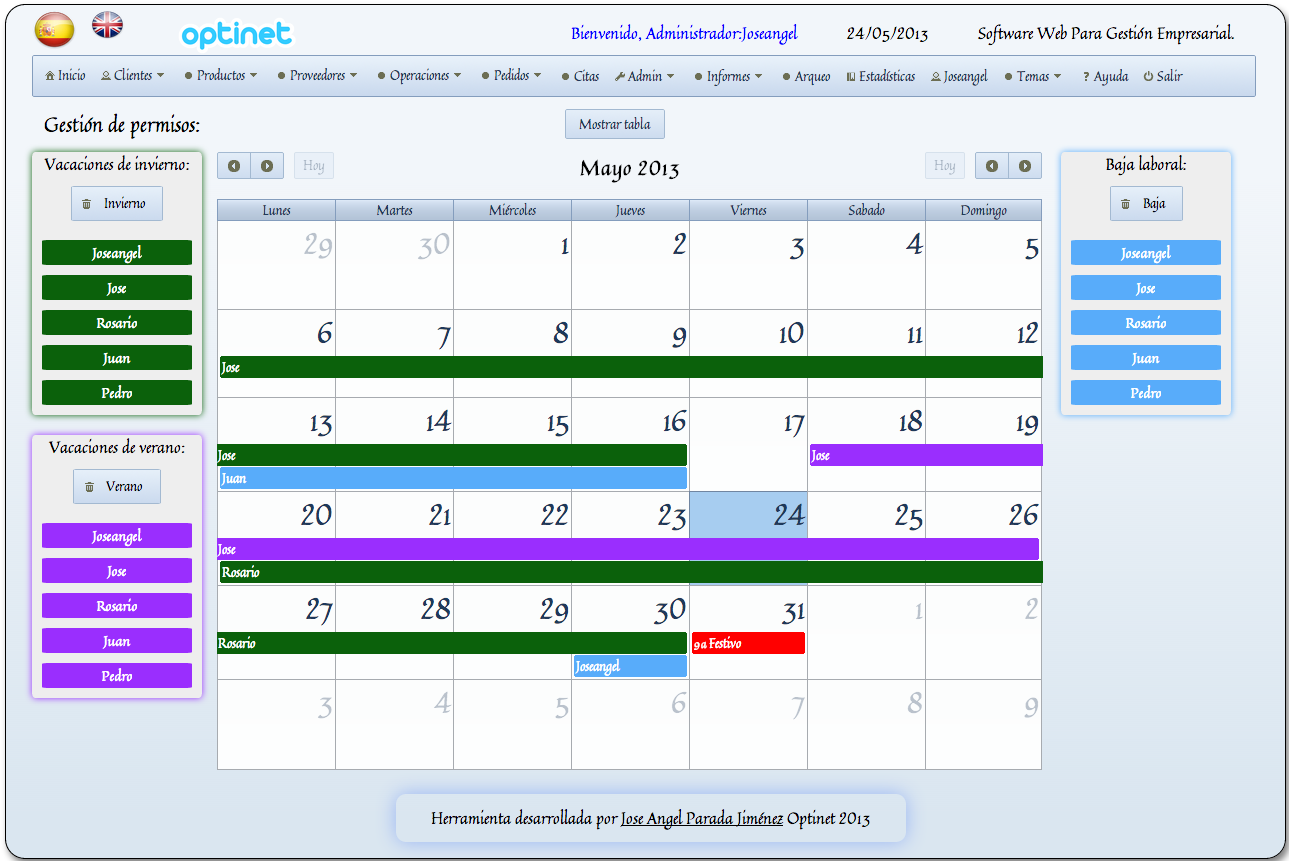 optinet
Bienvenido, Administrador:Joseangel
24/05/2013
Software Web Para Gestión Empresarial.
Inicio Clientes Productos Proveedores Operaciones Pedidos Citas Admin Informes Arqueo Estadísticas Joseangel Temas ? Ayuda Salir
Gestión de permisos:
Mostrar tabla
Vacaciones de invierno:
Invierno
Joseangel
Jose
Rosario
Juan
Pedro
Vacaciones de verano:
Verano
Joseangel
Jose
Rosario
Juan
Pedro
Hoy
Mayo 2013
Hoy
Lunes Martes Miércoles Jueves Viernes Sabado Domingo
29 30 1 2 3 4 5
6 7 8 9 10 11 12
Jose
13 14 15 16 17 18 19
Jose Jose
Juan
20 21 22 23 24 25 26
Jose
Rosario
27 28 29 30 31 1 2
Rosario 9a Festivo
Joseangel
3 4 5 6 7 8 9
Baja laboral:
Baja
Joseangel
Jose
Rosario
Juan
Pedro
Herramienta desarrollada por Jose Angel Parada Jiménez Optinet 2013